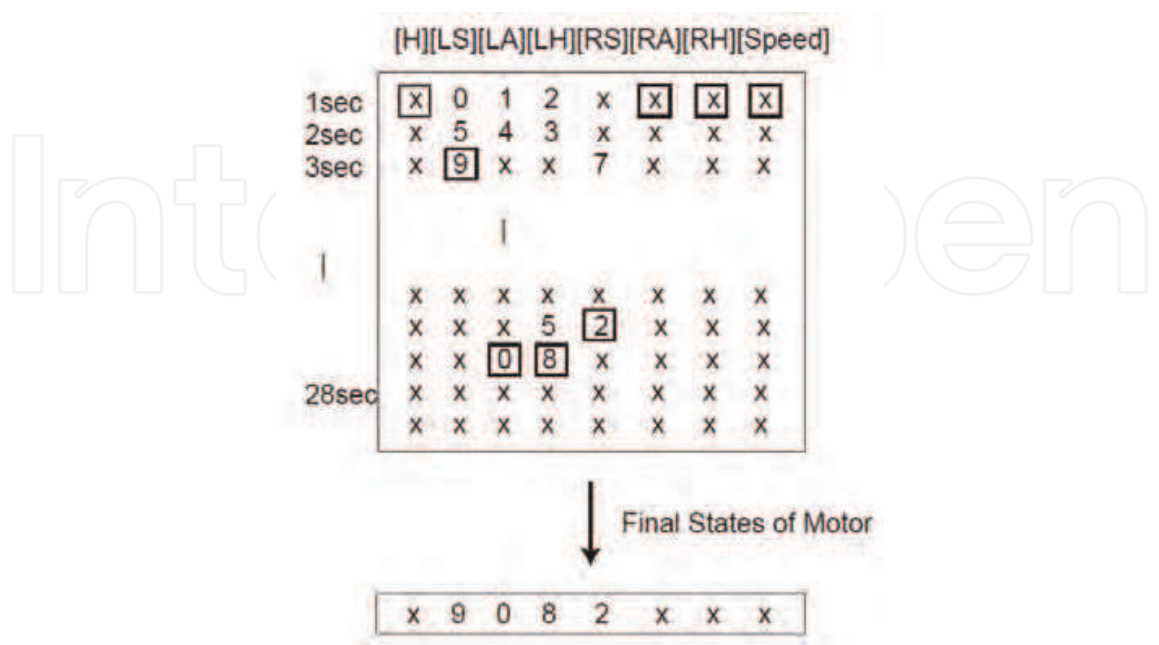 [H][LS][LA][LH][RS][RA][RH][Speed]
1sec x 0 1 2 x x x x
2sec x 5 4 3 x x x x
3sec x 9 x x 7 x x x
x x x x x x x x
x x x 5 2 x x x
x x 0 8 x x x x
28sec x x x x x x x x
x x x x x x x x
Final States of Motor
x 9 0 8 2 x x x